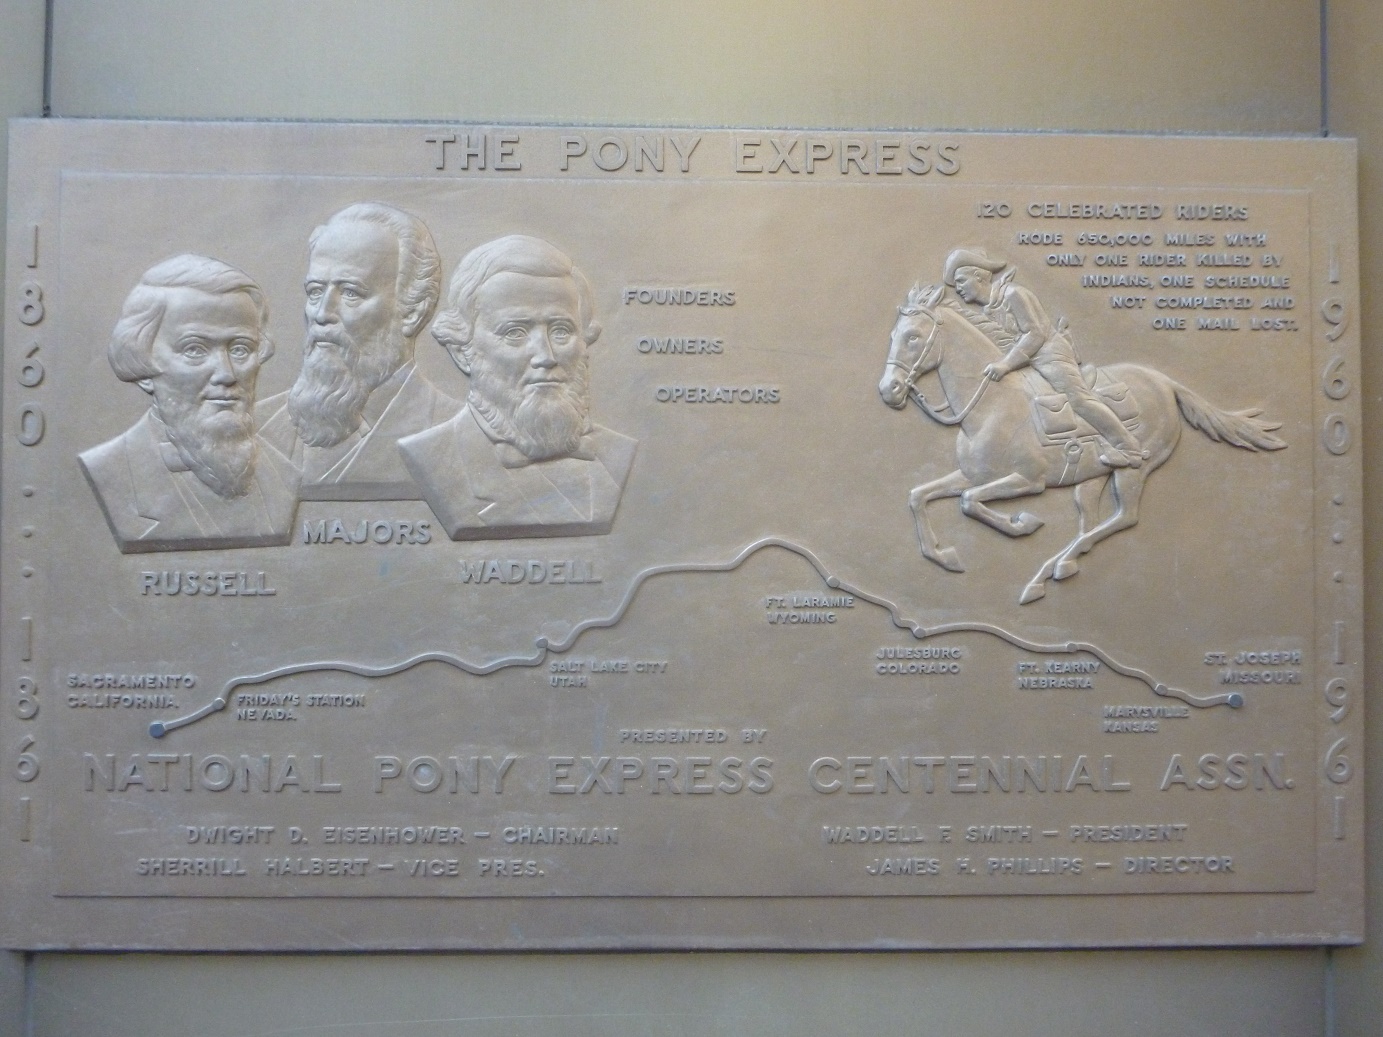 THE PONY EXPRESS
1860...1861
1960...1961
120 CELEBRATED RIDERS
RODE 650,000 MILES WITH
ONLY ONE RIDER KILLED BY
INDIANS, ONE SCHEDULE
NOT COMPLETED AND
ONE MAIL LOST.
FOUNDERS
OWNERS
OPERATORS
MAJORS
RUSSELL
WADDELL
SACRAMENTO
CALIFORNIA
FRIDAY'S STATION
NEVADA
SALT LAKE CITY
UTAH
FT. LARAMIE
WYOMING
JULESBURG
COLORADO
FT. KEARNY
NEBRASKA
MARYSVILLE
KANSAS
ST. JOSEPH
MISSOURI
PRESENTED BY
NATIONAL PONY EXPRESS CENTENNIAL ASSN.
DWIGHT D. EISENHOWER — CHAIRMAN
SHERRILL HALBERT — VICE PRES.
WADDELL F. SMITH — PRESIDENT
JAMES H. PHILLIPS — DIRECTOR